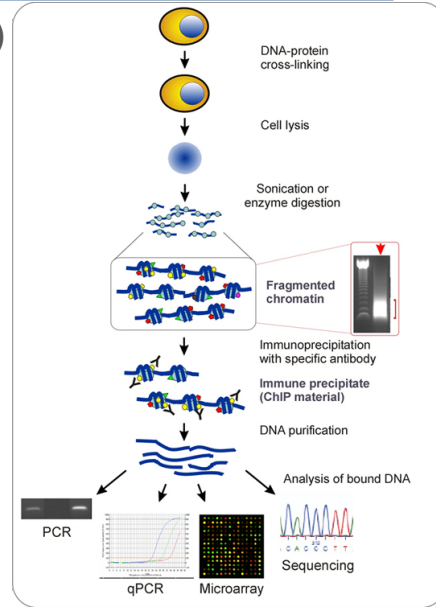 DNA-protein
cross-linking
Cell lysis
Sonication or
enzyme digestion
Fragmented
chromatin
Immunoprecipitation
with specific antibody
Immune precipitate
(ChIP material)
DNA purification
Analysis of bound DNA
PCR
qPCR
Microarray
Sequencing